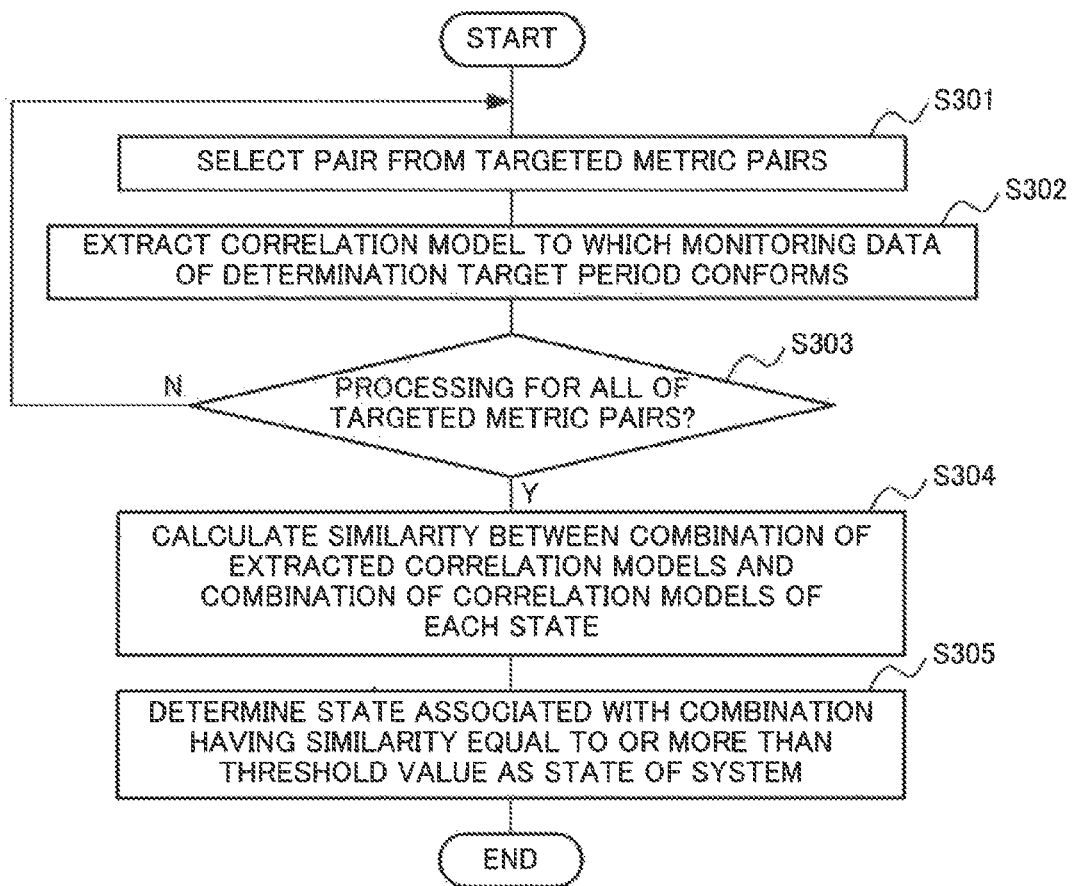 START
S301
SELECT PAIR FROM TARGETED METRIC PAIRS
S302
EXTRACT CORRELATION MODEL TO WHICH MONITORING DATA
OF DETERMINATION TARGET PERIOD CONFORMS
S303
N
PROCESSING FOR ALL OF
TARGETED METRIC PAIRS?
Y
S304
CALCULATE SIMILARITY BETWEEN COMBINATION OF
EXTRACTED CORRELATION MODELS AND
COMBINATION OF CORRELATION MODELS OF
EACH STATE
S305
DETERMINE STATE ASSOCIATED WITH COMBINATION
HAVING SIMILARITY EQUAL TO OR MORE THAN
THRESHOLD VALUE AS STATE OF SYSTEM
END